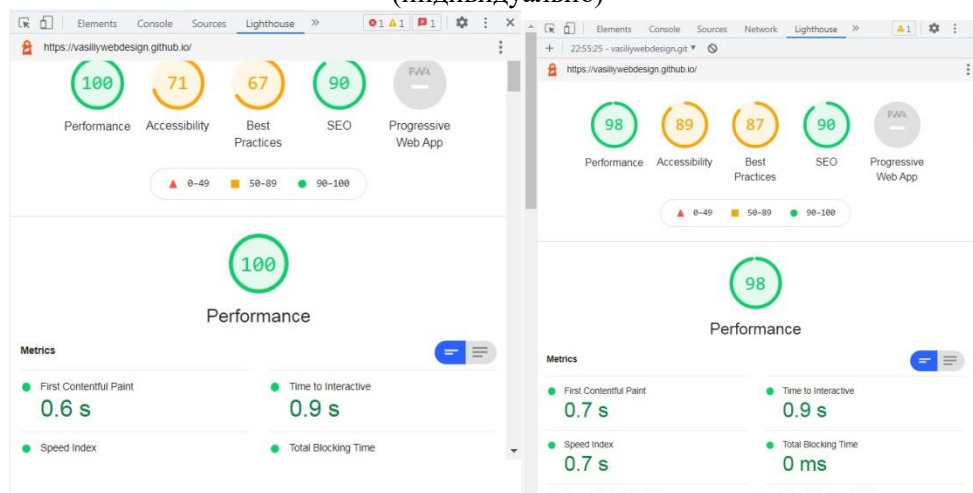 (индивидуально)
Elements Console Sources Lighthouse » 1 1 1
https://vasiliywebdesign.github.io/
100 71 67 90 PWA
Performance Accessibility Best Practices SEO Progressive Web App
0-49 50-89 90-100
100
Performance
Metrics
First Contentful Paint Time to Interactive
0.6 s 0.9 s
Speed Index Total Blocking Time
Elements Console Sources Network Lighthouse » 1
+ 22:55:25 - vasiliywebdesign.git
https://vasiliywebdesign.github.io/
98 89 87 90 PWA
Performance Accessibility Best Practices SEO Progressive Web App
0-49 50-89 90-100
98
Performance
Metrics
First Contentful Paint Time to Interactive
0.7 s 0.9 s
Speed Index Total Blocking Time
0.7 s 0 ms